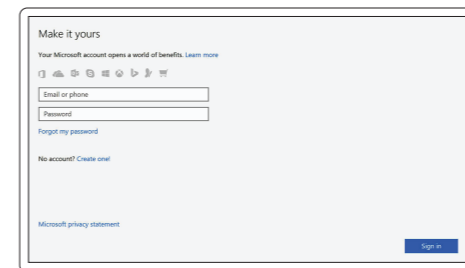 Make it yours
Your Microsoft account opens a world of benefits. Learn more
Email or phone
Password
Forgot my password
No account? Create one!
Microsoft privacy statement
Sign in